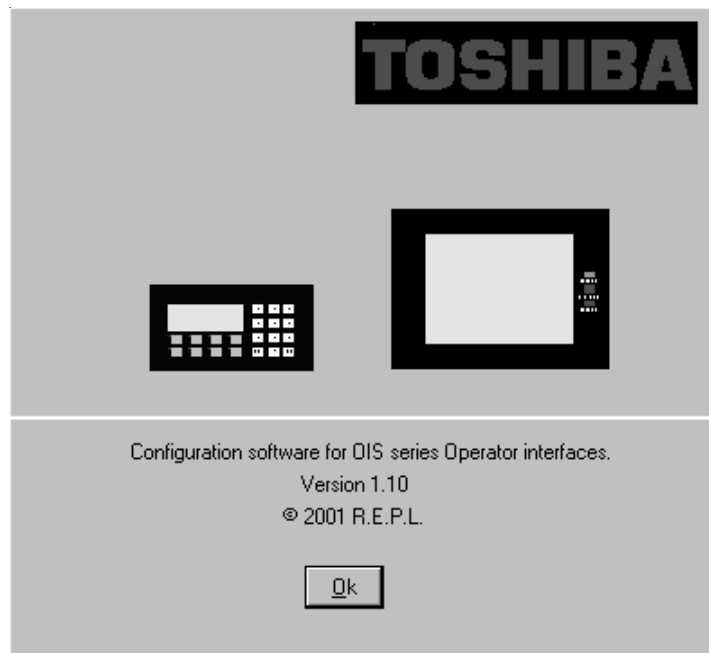 TOSHIBA
Configuration software for OIS series Operator interfaces.
Version 1.10
© 2001 R.E.P.L.
Ok